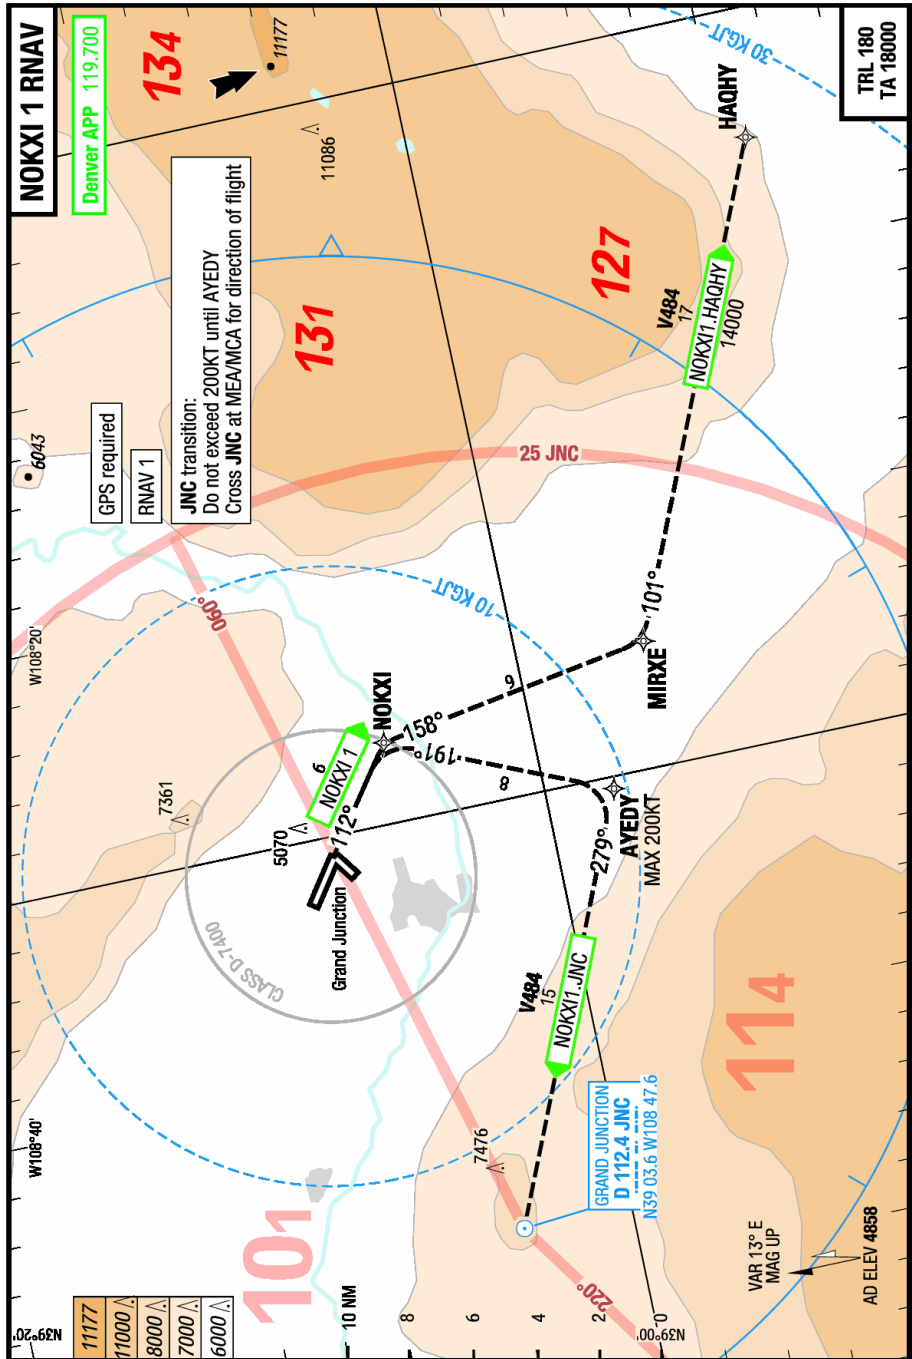 NOKXI 1 RNAV
Denver APP 119.700
TRL 180
TA 18000
134
11177
11086
30 KGJT
HAQHY
131
127
V484
17
NOKXI1.HAQHY
14000
6043
GPS required
RNAV 1
JNC transition:
Do not exceed 200KT until AYEDY
Cross JNC at MEA/MCA for direction of flight
25 JNC
060°
10 KGJT
101°
MIRXE
W108°20'
NOKXI
158°
9
191°
8
NOKXI 1
6
112°
7361
5070
Grand Junction
CLASS D-7400
AYEDY
MAX 200KT
279°
V484
15
NOKXI1.JNC
114
W108°40'
7476
GRAND JUNCTION
D 112.4 JNC
N39 03.6 W108 47.6
101
220°
VAR 13° E
MAG UP
AD ELEV 4858
N39°20'
11177
11000
8000
7000
6000
10 NM
8
6
4
2
0
N39°00'